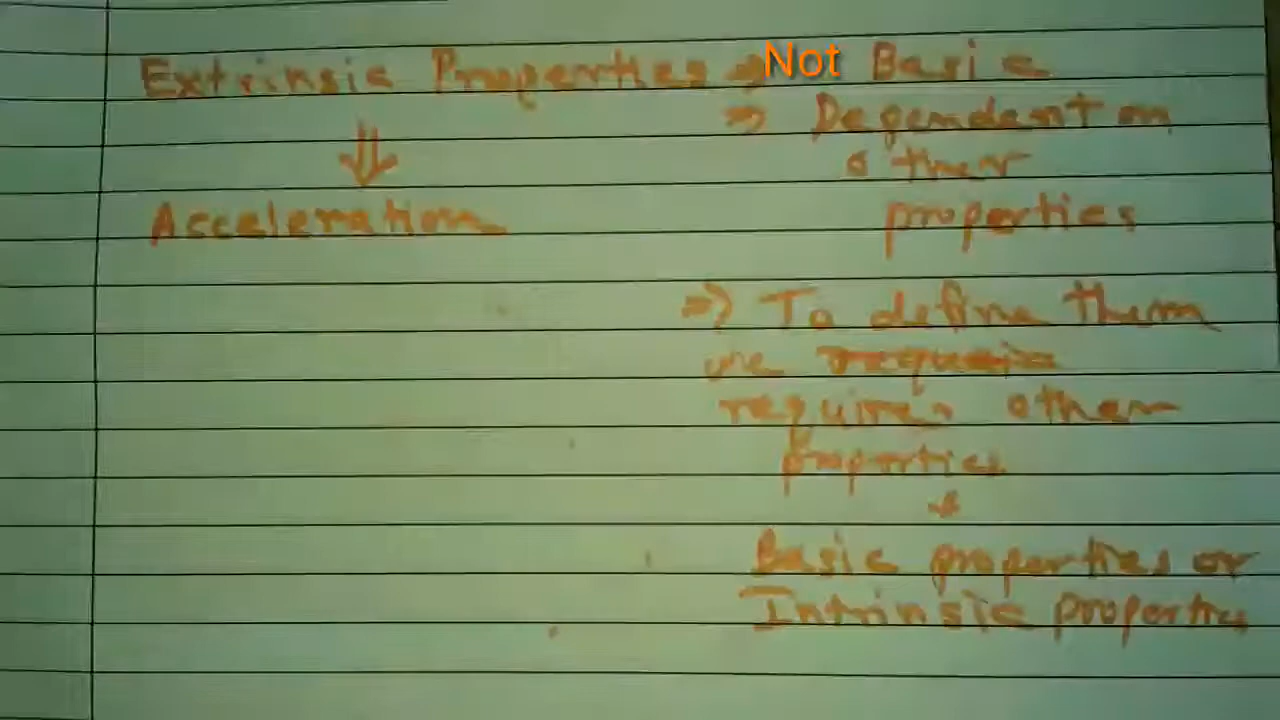 Extrinsic Properties ⇒ Not Basic
⇒ Dependent on
other
⇓
properties
Acceleration
⇒ To define them
we
requires other
properties
Basic properties or
Intrinsic properties